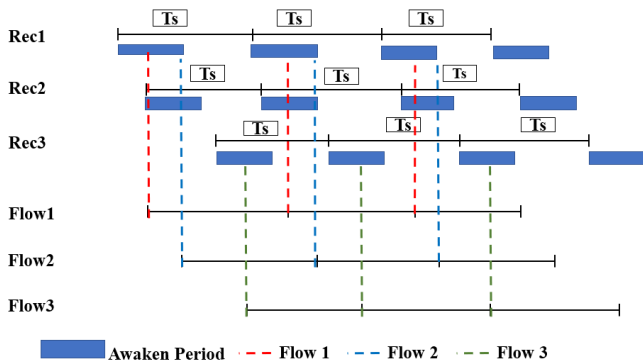 Ts Ts Ts
Rec1
Ts Ts Ts
Rec2
Ts Ts Ts
Rec3
Flow1
Flow2
Flow3
Awaken Period Flow 1 Flow 2 Flow 3